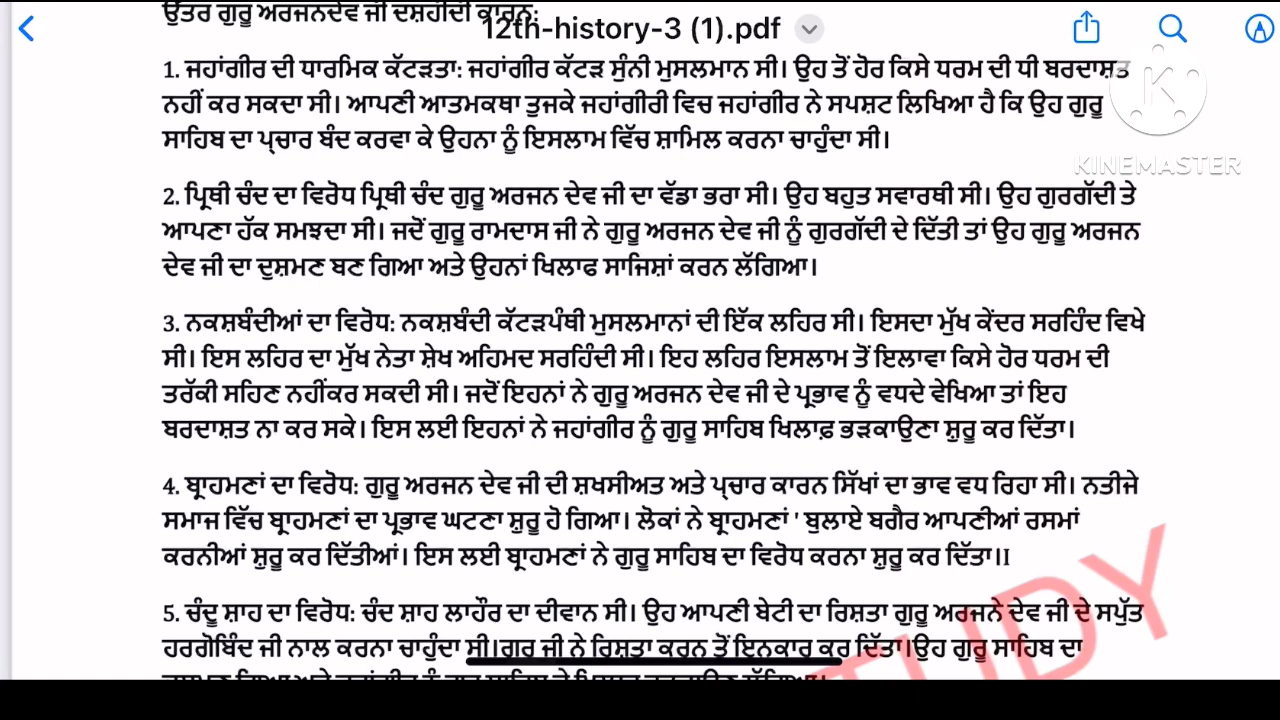 ਉੱਤਰ ਗੁਰੂ ਅਰਜਨਦੇਵ ਜੀ ਦਸ਼ਹੀਦੀ ਕਾਰਨ:
12th-history-3 (1).pdf
1. ਜਹਾਂਗੀਰ ਦੀ ਧਾਰਮਿਕ ਕੱਟੜਤਾ: ਜਹਾਂਗੀਰ ਕੱਟੜ ਸੁੰਨੀ ਮੁਸਲਮਾਨ ਸੀ। ਉਹ ਤੋਂ ਹੋਰ ਕਿਸੇ ਧਰਮ ਦੀ ਧੀ ਬਰਦਾਸ਼ਤ
ਨਹੀਂ ਕਰ ਸਕਦਾ ਸੀ। ਆਪਣੀ ਆਤਮਕਥਾ ਤੁਜਕੇ ਜਹਾਂਗੀਰੀ ਵਿਚ ਜਹਾਂਗੀਰ ਨੇ ਸਪਸ਼ਟ ਲਿਖਿਆ ਹੈ ਕਿ ਉਹ ਗੁਰੂ
ਸਾਹਿਬ ਦਾ ਪ੍ਰਚਾਰ ਬੰਦ ਕਰਵਾ ਕੇ ਉਹਨਾ ਨੂੰ ਇਸਲਾਮ ਵਿੱਚ ਸ਼ਾਮਿਲ ਕਰਨਾ ਚਾਹੁੰਦਾ ਸੀ।
KINEMASTER
2. ਪ੍ਰਿਥੀ ਚੰਦ ਦਾ ਵਿਰੋਧ ਪ੍ਰਿਥੀ ਚੰਦ ਗੁਰੂ ਅਰਜਨ ਦੇਵ ਜੀ ਦਾ ਵੱਡਾ ਭਰਾ ਸੀ। ਉਹ ਬਹੁਤ ਸਵਾਰਥੀ ਸੀ। ਉਹ ਗੁਰਗੱਦੀ ਤੇ
ਆਪਣਾ ਹੱਕ ਸਮਝਦਾ ਸੀ। ਜਦੋਂ ਗੁਰੂ ਰਾਮਦਾਸ ਜੀ ਨੇ ਗੁਰੂ ਅਰਜਨ ਦੇਵ ਜੀ ਨੂੰ ਗੁਰਗੱਦੀ ਦੇ ਦਿੱਤੀ ਤਾਂ ਉਹ ਗੁਰੂ ਅਰਜਨ
ਦੇਵ ਜੀ ਦਾ ਦੁਸ਼ਮਣ ਬਣ ਗਿਆ ਅਤੇ ਉਹਨਾਂ ਖਿਲਾਫ ਸਾਜਿਸ਼ਾਂ ਕਰਨ ਲੱਗਿਆ।
3. ਨਕਸ਼ਬੰਦੀਆਂ ਦਾ ਵਿਰੋਧ: ਨਕਸ਼ਬੰਦੀ ਕੱਟੜਪੰਥੀ ਮੁਸਲਮਾਨਾਂ ਦੀ ਇੱਕ ਲਹਿਰ ਸੀ। ਇਸਦਾ ਮੁੱਖ ਕੇਂਦਰ ਸਰਹਿੰਦ ਵਿਖੇ
ਸੀ। ਇਸ ਲਹਿਰ ਦਾ ਮੁੱਖ ਨੇਤਾ ਸ਼ੇਖ ਅਹਿਮਦ ਸਰਹਿੰਦੀ ਸੀ। ਇਹ ਲਹਿਰ ਇਸਲਾਮ ਤੋਂ ਇਲਾਵਾ ਕਿਸੇ ਹੋਰ ਧਰਮ ਦੀ
ਤਰੱਕੀ ਸਹਿਣ ਨਹੀਂਕਰ ਸਕਦੀ ਸੀ। ਜਦੋਂ ਇਹਨਾਂ ਨੇ ਗੁਰੂ ਅਰਜਨ ਦੇਵ ਜੀ ਦੇ ਪ੍ਰਭਾਵ ਨੂੰ ਵਧਦੇ ਵੇਖਿਆ ਤਾਂ ਇਹ
ਬਰਦਾਸ਼ਤ ਨਾ ਕਰ ਸਕੇ। ਇਸ ਲਈ ਇਹਨਾਂ ਨੇ ਜਹਾਂਗੀਰ ਨੂੰ ਗੁਰੂ ਸਾਹਿਬ ਖਿਲਾਫ਼ ਭੜਕਾਉਣਾ ਸ਼ੁਰੂ ਕਰ ਦਿੱਤਾ।
4. ਬ੍ਰਾਹਮਣਾਂ ਦਾ ਵਿਰੋਧ: ਗੁਰੂ ਅਰਜਨ ਦੇਵ ਜੀ ਦੀ ਸ਼ਖਸੀਅਤ ਅਤੇ ਪ੍ਰਚਾਰ ਕਾਰਨ ਸਿੱਖਾਂ ਦਾ ਭਾਵ ਵਧ ਰਿਹਾ ਸੀ। ਨਤੀਜੇ
ਸਮਾਜ ਵਿੱਚ ਬ੍ਰਾਹਮਣਾਂ ਦਾ ਪ੍ਰਭਾਵ ਘਟਣਾ ਸ਼ੁਰੂ ਹੋ ਗਿਆ। ਲੋਕਾਂ ਨੇ ਬ੍ਰਾਹਮਣਾਂ ' ਬੁਲਾਏ ਬਗੈਰ ਆਪਣੀਆਂ ਰਸਮਾਂ
ਕਰਨੀਆਂ ਸ਼ੁਰੂ ਕਰ ਦਿੱਤੀਆਂ। ਇਸ ਲਈ ਬ੍ਰਾਹਮਣਾਂ ਨੇ ਗੁਰੂ ਸਾਹਿਬ ਦਾ ਵਿਰੋਧ ਕਰਨਾ ਸ਼ੁਰੂ ਕਰ ਦਿੱਤਾ।I
5. ਚੰਦੂ ਸ਼ਾਹ ਦਾ ਵਿਰੋਧ: ਚੰਦ ਸ਼ਾਹ ਲਾਹੌਰ ਦਾ ਦੀਵਾਨ ਸੀ। ਉਹ ਆਪਣੀ ਬੇਟੀ ਦਾ ਰਿਸ਼ਤਾ ਗੁਰੂ ਅਰਜਨੇ ਦੇਵ ਜੀ ਦੇ ਸਪੁੱਤ
ਹਰਗੋਬਿੰਦ ਜੀ ਨਾਲ ਕਰਨਾ ਚਾਹੁੰਦਾ ਸੀ।ਗੁਰੂ ਜੀ ਨੇ ਰਿਸ਼ਤਾ ਕਰਨ ਤੋਂ ਇਨਕਾਰ ਕਰ ਦਿੱਤਾ।ਉਹ ਗੁਰੂ ਸਾਹਿਬ ਦਾ